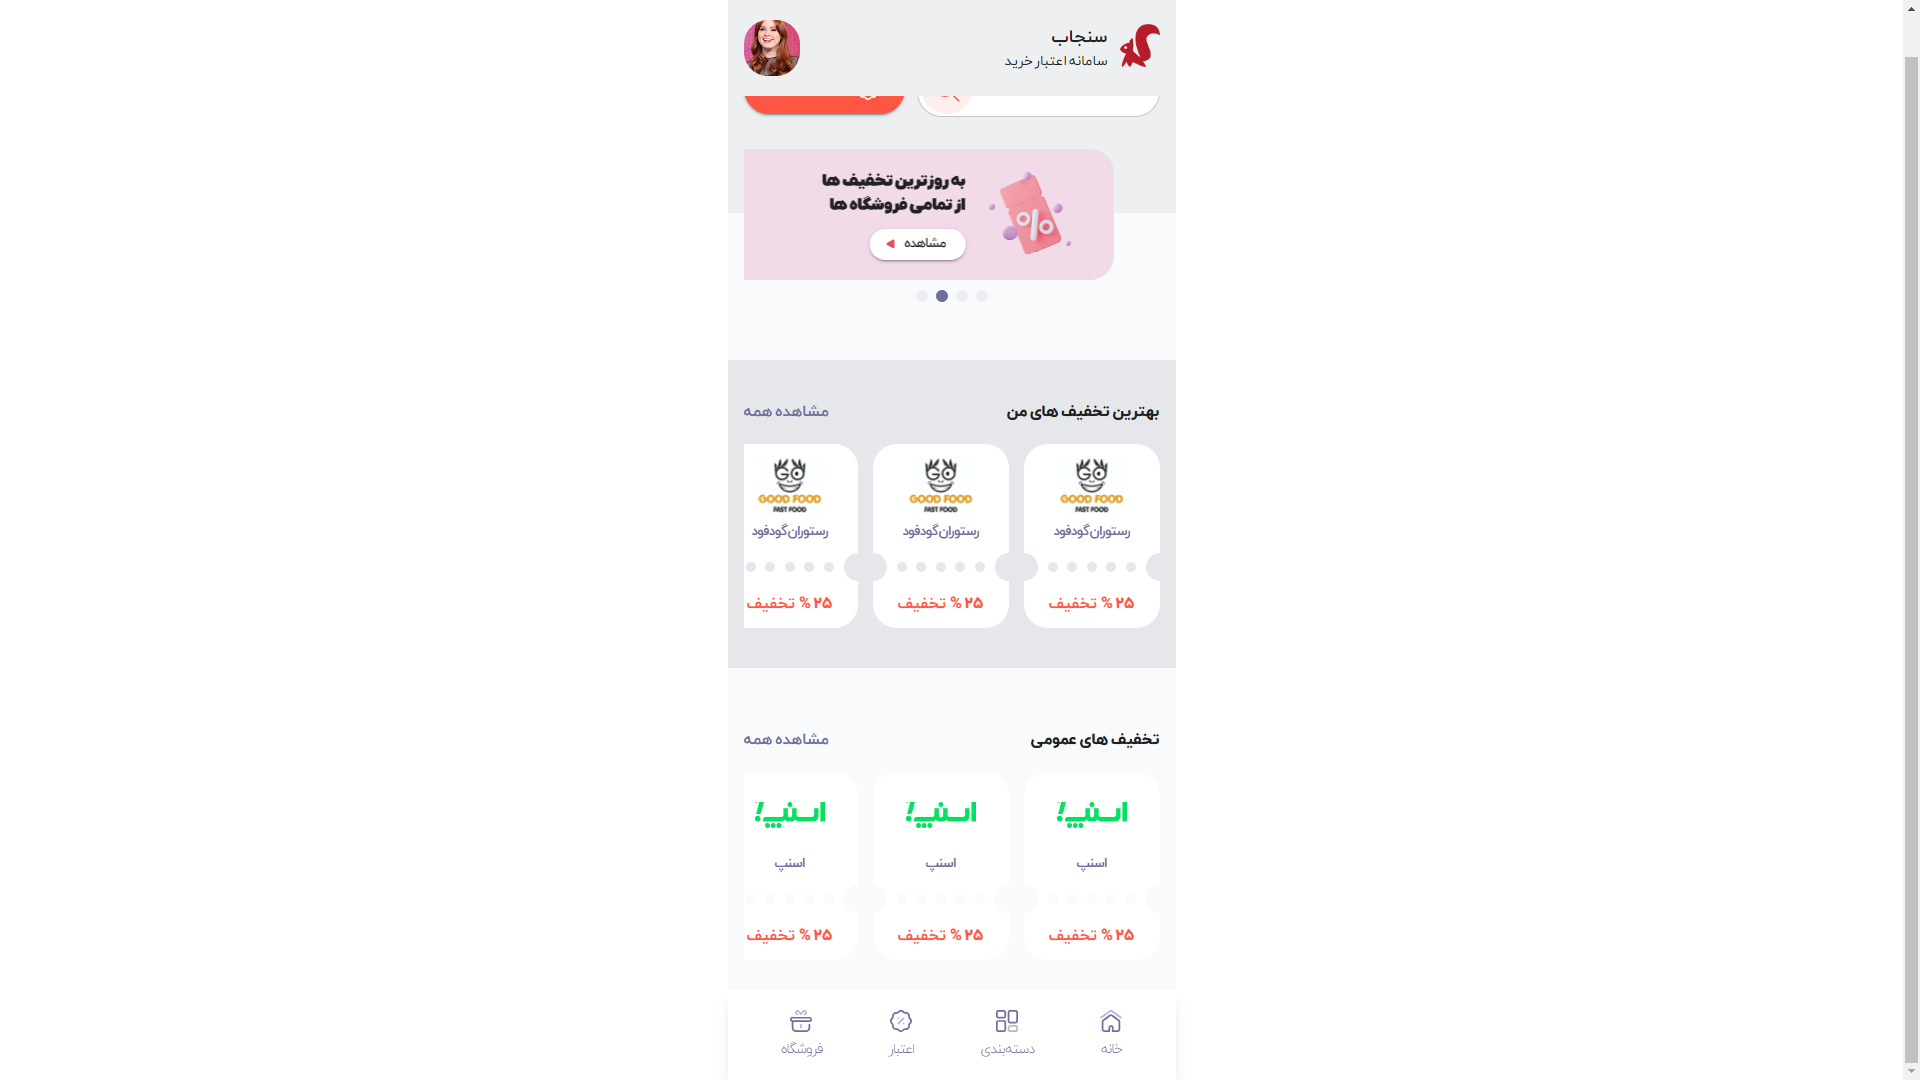 سنجاب
سامانه اعتبار خرید
به روزترین تخفیف ها
از تمامی فروشگاه ها
مشاهده
بهترین تخفیف های من
مشاهده همه
GOOD FOOD
FAST FOOD
رستوران گودفود
۲۵ % تخفیف
GOOD FOOD
FAST FOOD
رستوران گودفود
۲۵ % تخفیف
GOOD FOOD
FAST FOOD
رستوران گودفود
۲۵ % تخفیف
تخفیف های عمومی
مشاهده همه
اسنپ!
اسنپ
۲۵ % تخفیف
اسنپ!
اسنپ
۲۵ % تخفیف
اسنپ!
اسنپ
۲۵ % تخفیف
خانه
دسته‌بندی
اعتبار
فروشگاه